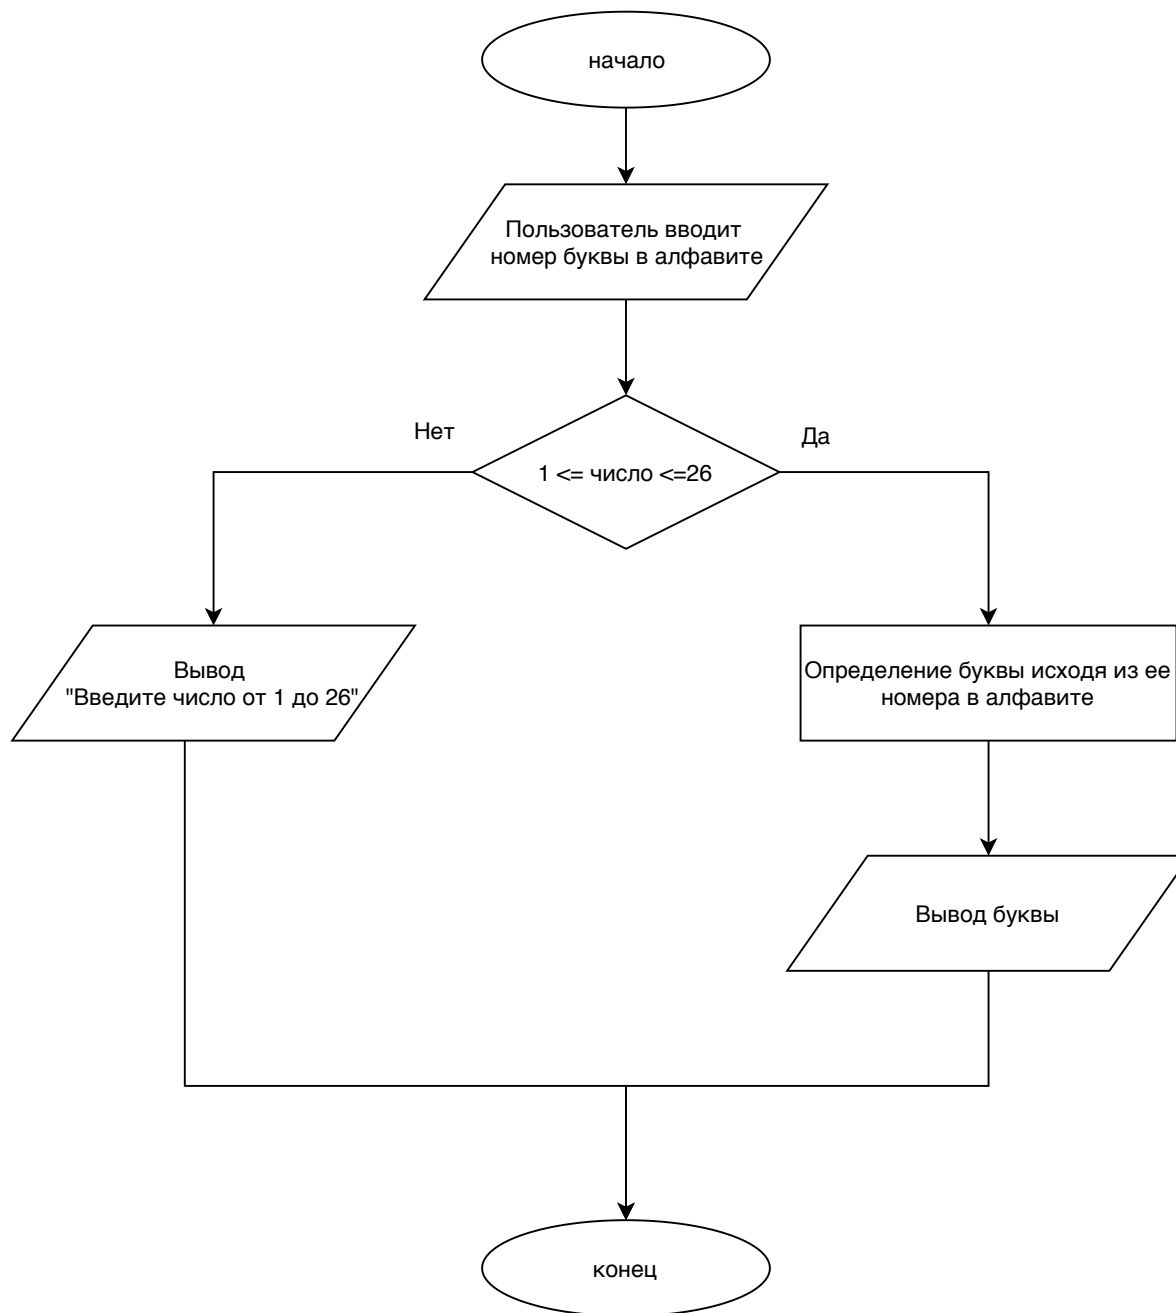 начало
Пользователь вводит
номер буквы в алфавите
Нет
Да
1 <= число <=26
Вывод
"Введите число от 1 до 26"
Определение буквы исходя из ее
номера в алфавите
Вывод буквы
конец